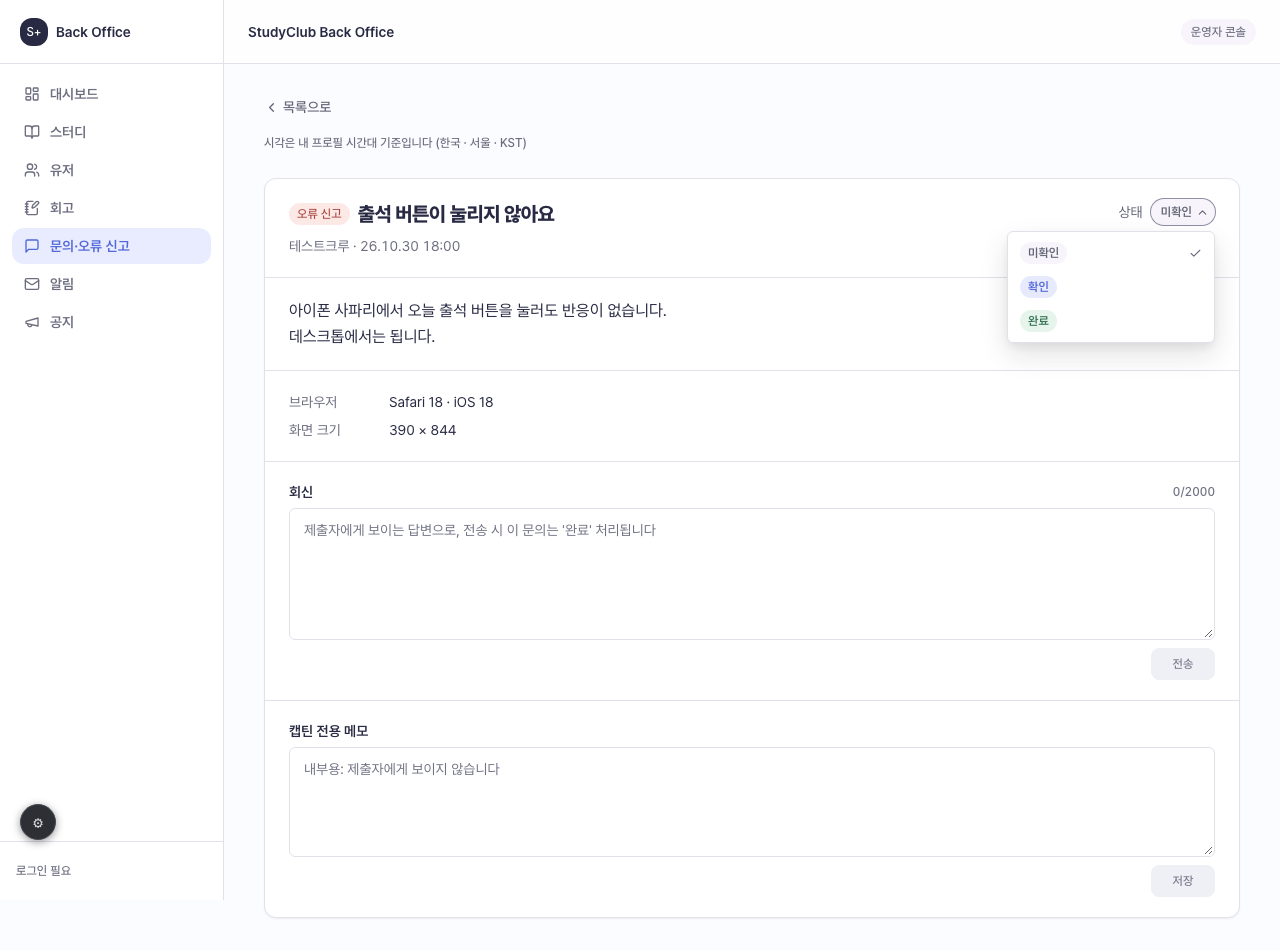 S+ Back Office
StudyClub Back Office
운영자 콘솔
대시보드
스터디
유저
회고
문의·오류 신고
알림
공지
로그인 필요
목록으로
시각은 내 프로필 시간대 기준입니다 (한국 · 서울 · KST)
오류 신고 출석 버튼이 눌리지 않아요
상태 미확인
테스트크루 · 26.10.30 18:00
미확인
확인
완료
아이폰 사파리에서 오늘 출석 버튼을 눌러도 반응이 없습니다.
데스크톱에서는 됩니다.
브라우저 Safari 18 · iOS 18
화면 크기 390 × 844
회신 0/2000
제출자에게 보이는 답변으로, 전송 시 이 문의는 '완료' 처리됩니다
전송
캡틴 전용 메모
내부용: 제출자에게 보이지 않습니다
저장